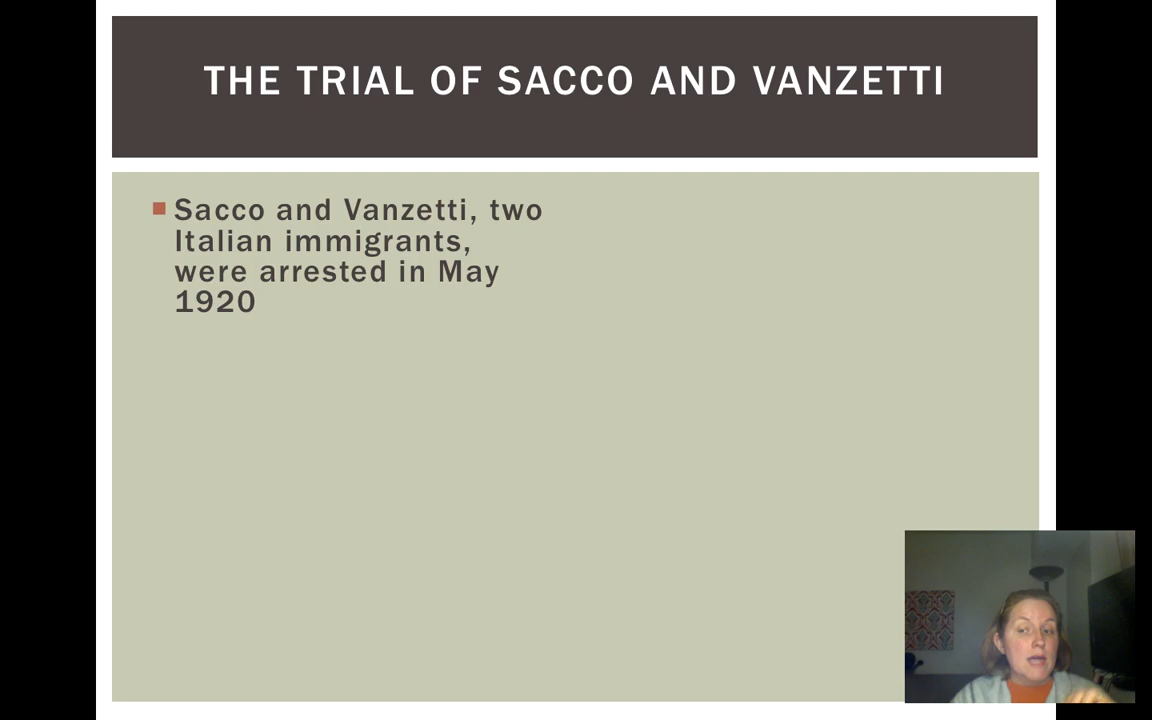 THE TRIAL OF SACCO AND VANZETTI
Sacco and Vanzetti, two
Italian immigrants,
were arrested in May
1920